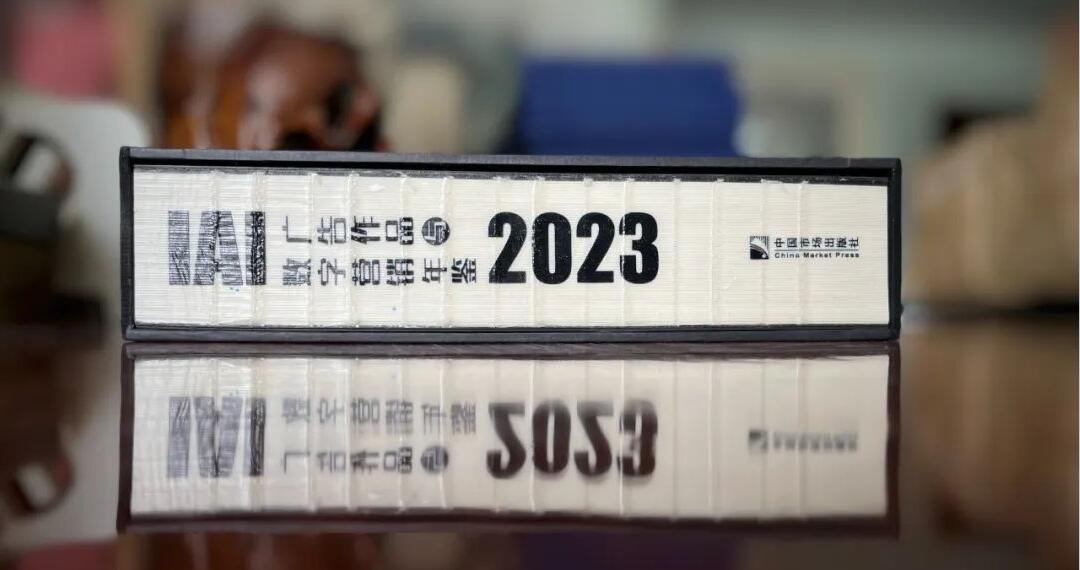 IAI
广告作品与
数字营销年鉴
2023
中国市场出版社
China Market Press